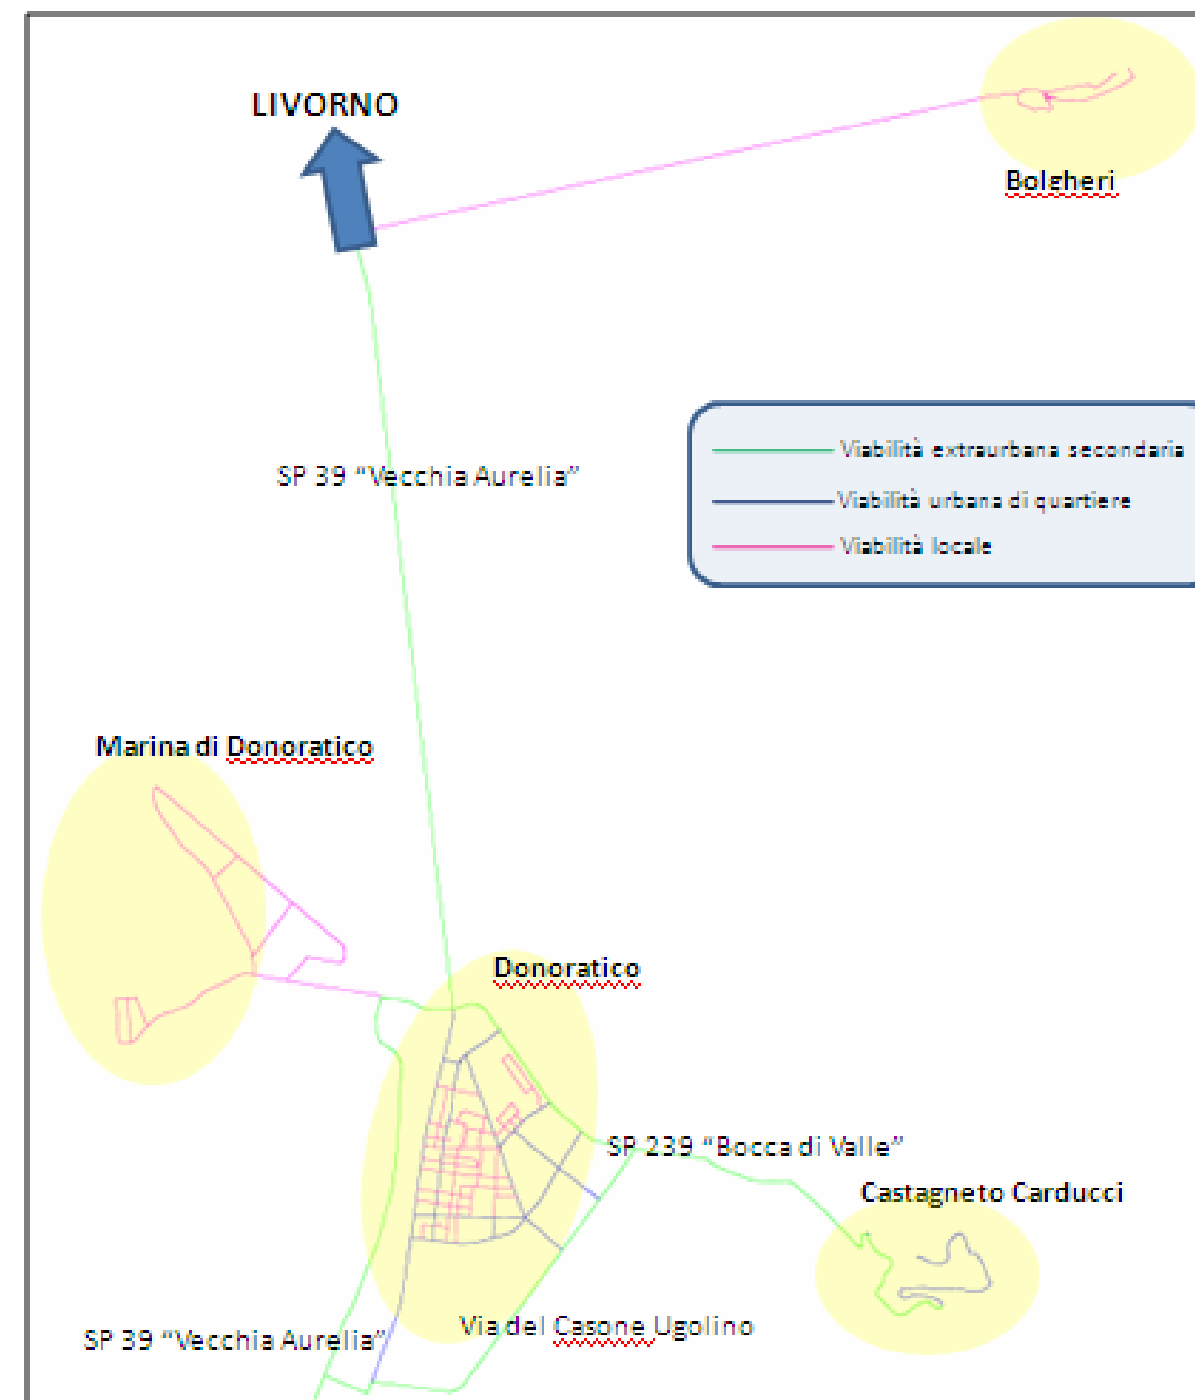 LIVORNO
Bolgheri
SP 39 “Vecchia Aurelia”
Viabilità extraurbana secondaria
Viabilità urbana di quartiere
Viabilità locale
Marina di Donoratico
Donoratico
SP 239 “Bocca di Valle”
Castagneto Carducci
Via del Casone Ugolino
SP 39 “Vecchia Aurelia”